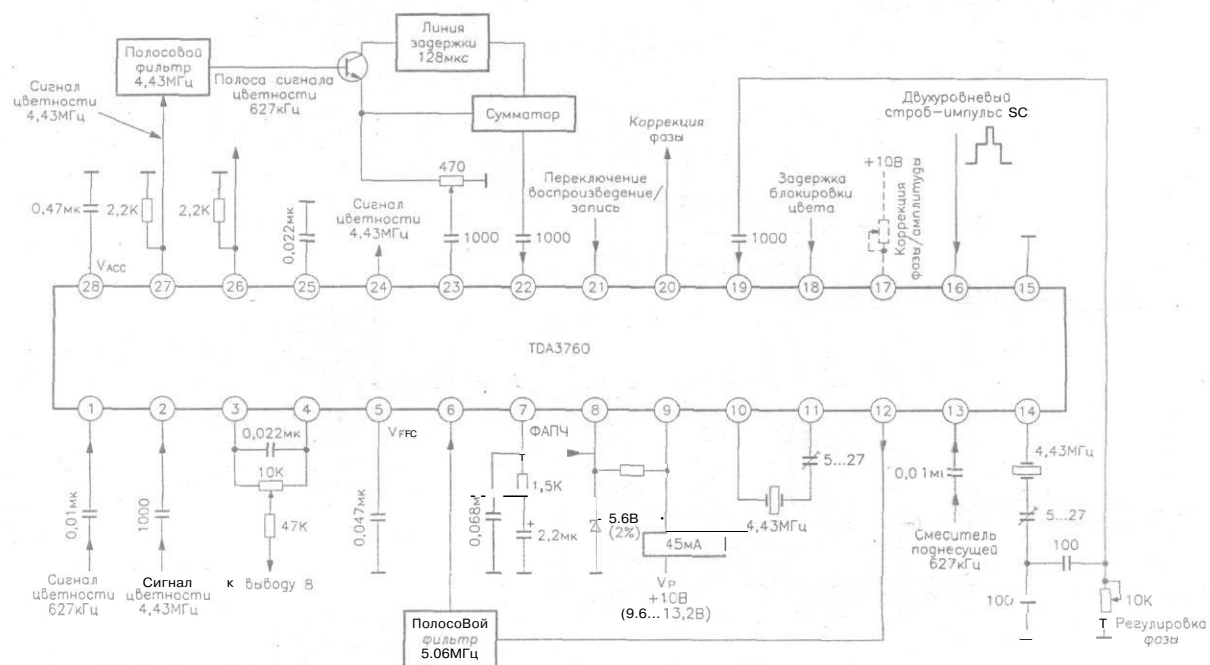 Линия
задержки
128мкс
Полосовой
фильтр
4,43МГц
Полоса сигнала
цветности
627кГц
Сигнал
цветности
4,43МГц
Сумматор
Двухуровневый
строб-импульс SC
Коррекция
фазы
+10В
470
Переключение
воспроизведение/
запись
Задержка
блокировки
цвета
Коррекция
фазы/амплитуды
0,47мк
2,2К
2,2К
0,022мк
Сигнал
цветности
4,43МГц
1000
1000
1000
VACC
28 27 26 25 24 23 22 21 20 19 18 17 16 15
TDA3760
1 2 3 4 5 6 7 8 9 10 11 12 13 14
VFFC
ФАПЧ
0,022мк
10К
47К
0,01мк
1000
0,047мк
0,068м
1,5К
+
2,2мк
5.6В
(2%)
45мА
VP
+10В
(9.6...13,2В)
4,43МГц
5...27
0,01мк
4,43МГц
5...27
100
100
10К
Регулировка
фазы
Смеситель
поднесущей
627кГц
Сигнал
цветности
627кГц
Сигнал
цветности
4,43МГц
к выводу 8
ПолосоВой
фильтр
5.06МГц